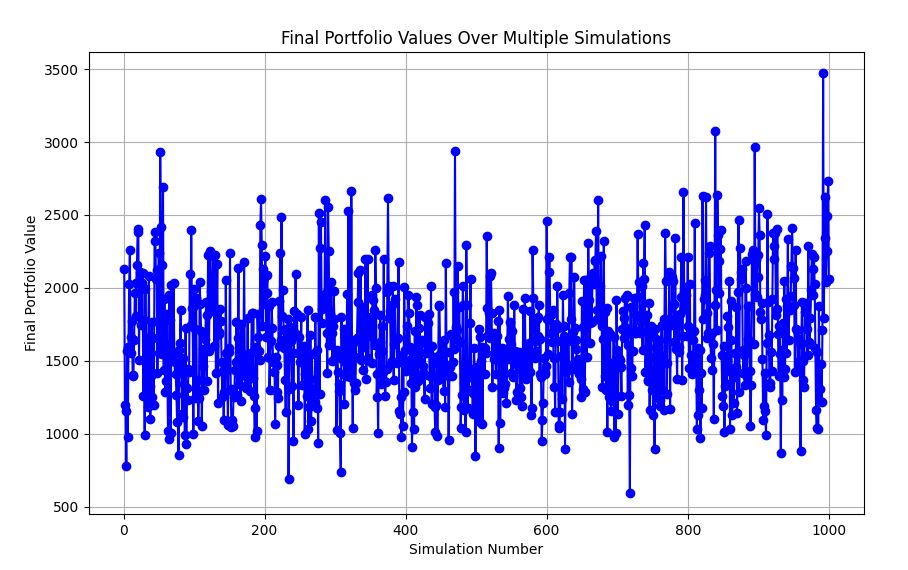 Final Portfolio Values Over Multiple Simulations
3500
3000
2500
2000
1500
1000
500
Final Portfolio Value
0 200 400 600 800 1000
Simulation Number